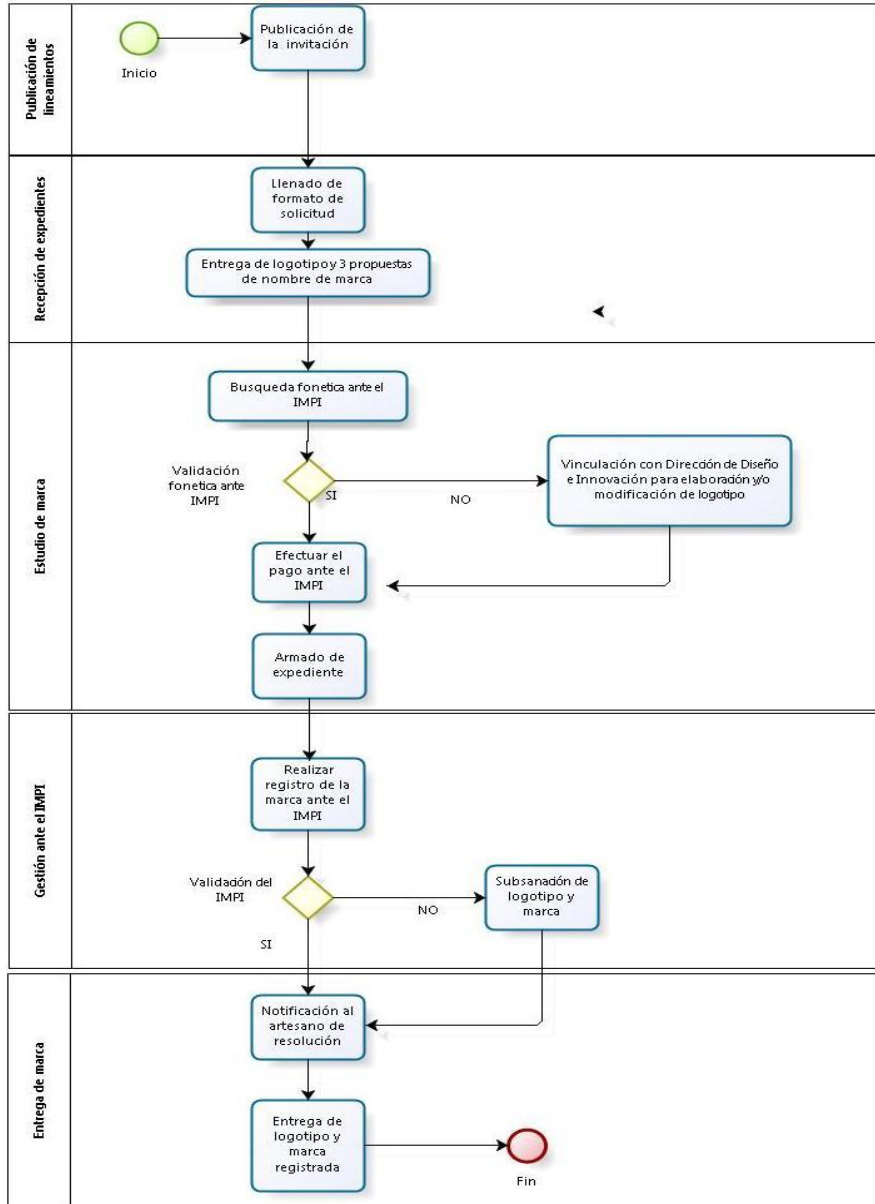 Publicación de
lineamientos
Inicio
Publicación de
la invitación
Recepción de expedientes
Llenado de
formato de
solicitud
Entrega de logotipo y 3 propuestas
de nombre de marca
Estudio de marca
Busqueda fonetica ante el
IMPI
Validación
fonetica ante
IMPI
SI
NO
Vinculación con Dirección de Diseño
e Innovación para elaboración y/o
modificación de logotipo
Efectuar el
pago ante el
IMPI
Armado de
expediente
Gestión ante el IMPI
Realizar
registro de la
marca ante el
IMPI
Validación del
IMPI
SI
NO
Subsanación de
logotipo y
marca
Entrega de marca
Notificación al
artesano de
resolución
Entrega de
logotipo y
marca
registrada
Fin